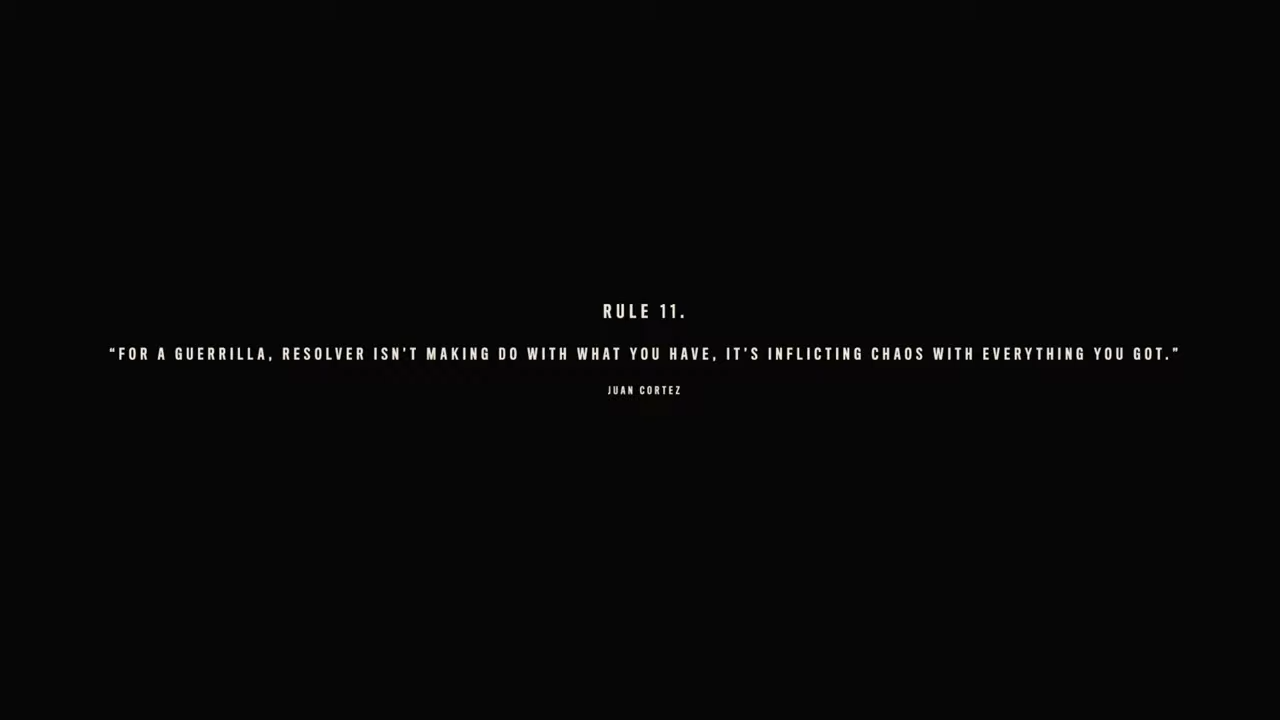 RULE 11.
“FOR A GUERRILLA, RESOLVER ISN'T MAKING DO WITH WHAT YOU HAVE, IT'S INFLICTING CHAOS WITH EVERYTHING YOU GOT.”
JUAN CORTEZ